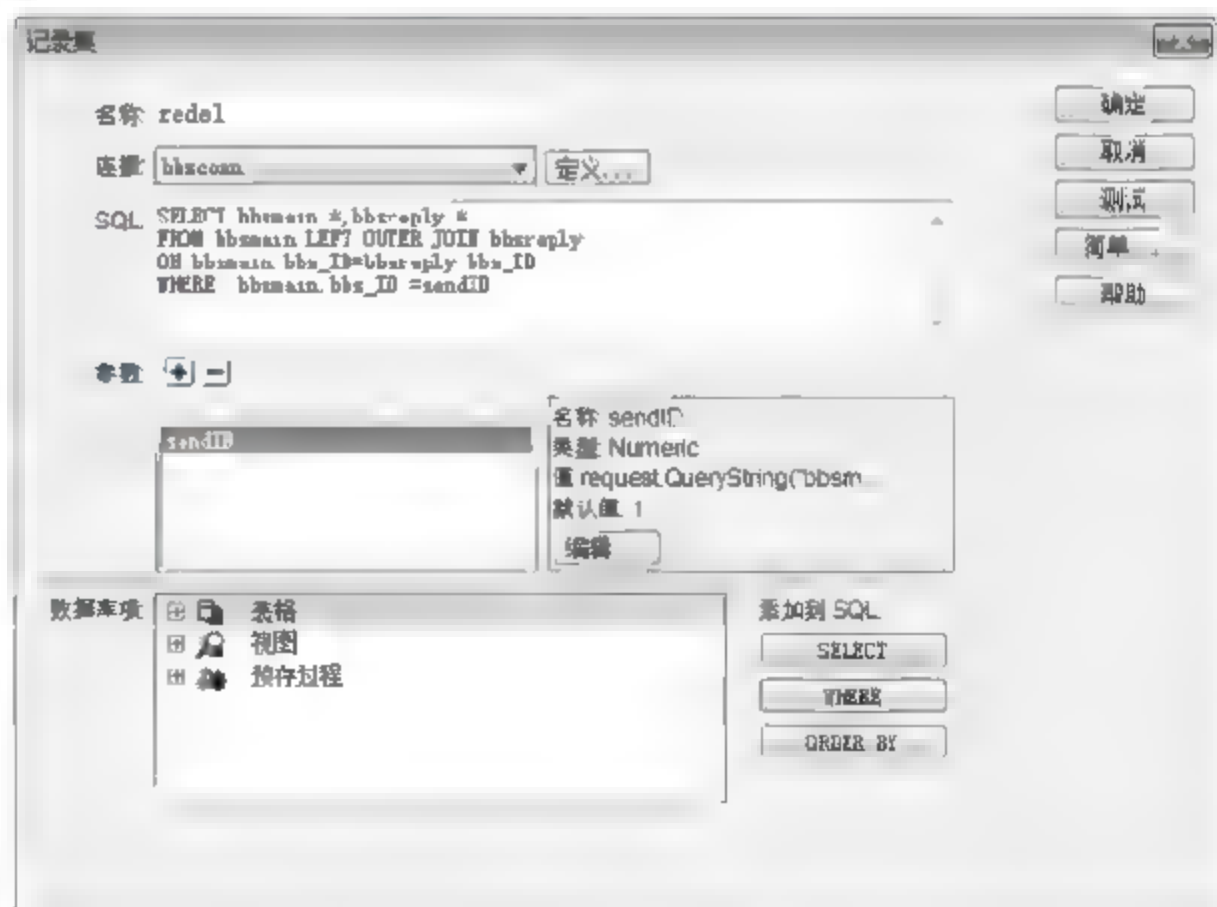 记录集
名称 redel
连接 bbsconn 定义...
SQL SELECT bbsmain *,bbsreply *
FROM bbsmain LEFT OUTER JOIN bbsreply
ON bbsmain bbs_ID=bbsreply bbs_ID
WHERE bbsmain.bbs_ID =sendID
确定
取消
测试
简单...
帮助
参数
sendID
名称 sendID
类型 Numeric
值 request.QueryString("bbsm
默认值 1
编辑
数据库项
表格
视图
预存过程
添加到 SQL
SELECT
WHERE
ORDER BY